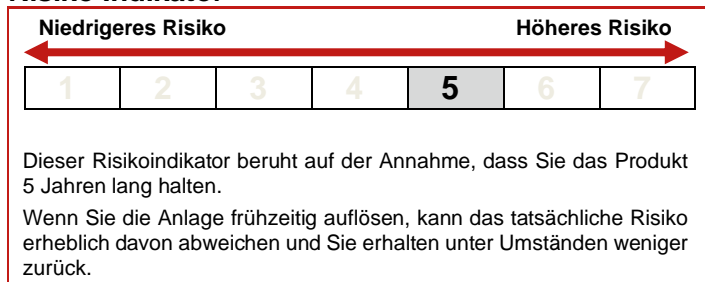 Niedrigeres Risiko Höheres Risiko
1 2 3 4 5 6 7
Dieser Risikoindikator beruht auf der Annahme, dass Sie das Produkt
5 Jahren lang halten.
Wenn Sie die Anlage frühzeitig auflösen, kann das tatsächliche Risiko
erheblich davon abweichen und Sie erhalten unter Umständen weniger
zurück.